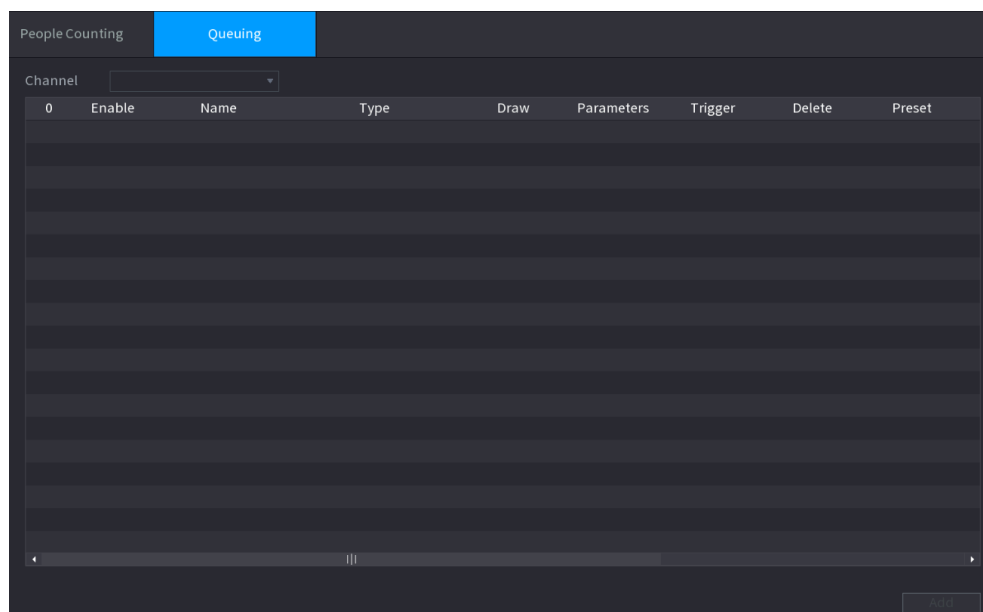 People Counting Queuing
Channel
0 Enable Name Type Draw Parameters Trigger Delete Preset
Add